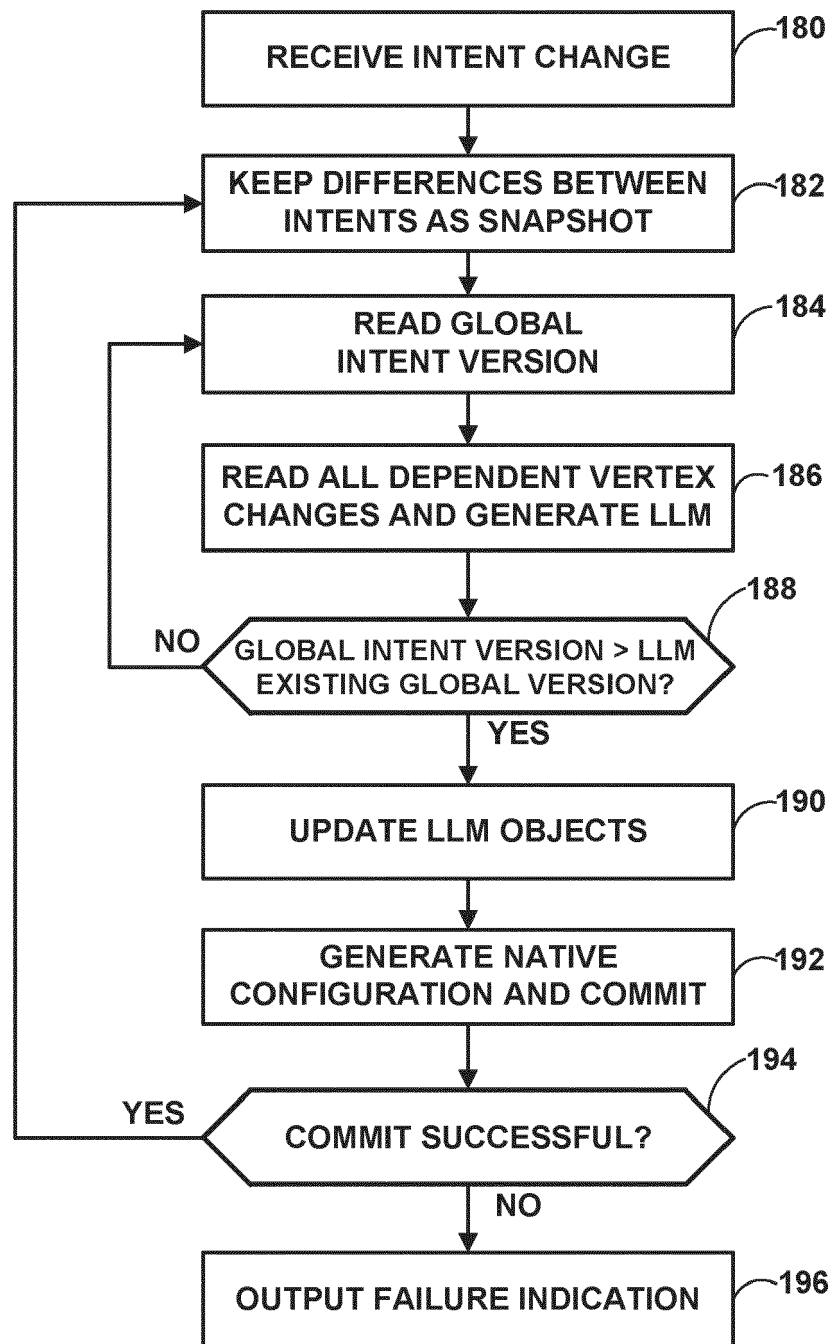 RECEIVE INTENT CHANGE
180
KEEP DIFFERENCES BETWEEN
INTENTS AS SNAPSHOT
182
READ GLOBAL
INTENT VERSION
184
READ ALL DEPENDENT VERTEX
CHANGES AND GENERATE LLM
186
188
NO
GLOBAL INTENT VERSION > LLM
EXISTING GLOBAL VERSION?
YES
UPDATE LLM OBJECTS
190
GENERATE NATIVE
CONFIGURATION AND COMMIT
192
194
YES
COMMIT SUCCESSFUL?
NO
OUTPUT FAILURE INDICATION
196